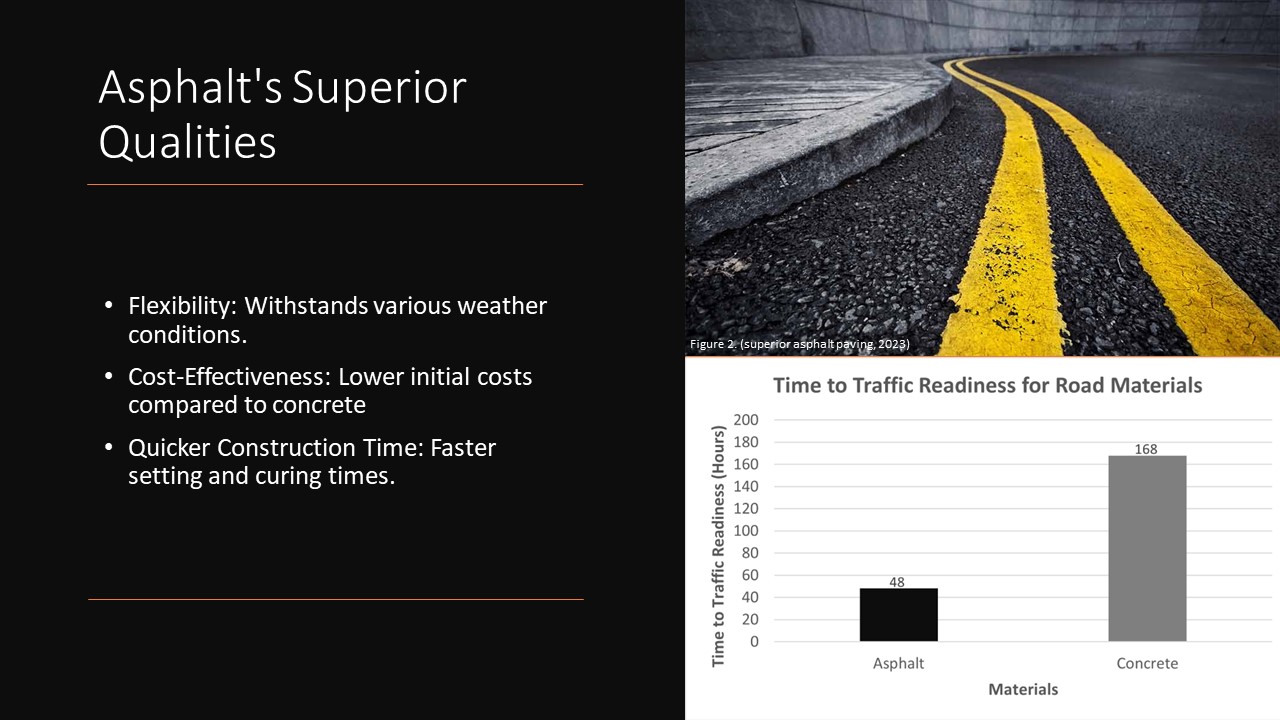 Asphalt's Superior
Qualities
• Flexibility: Withstands various weather
conditions.
• Cost-Effectiveness: Lower initial costs
compared to concrete
• Quicker Construction Time: Faster
setting and curing times.
Figure 2. (superior asphalt paving, 2023)
Time to Traffic Readiness for Road Materials
Time to Traffic Readiness (Hours)
200
180
160
140
120
100
80
60
40
20
0
48
168
Asphalt
Concrete
Materials